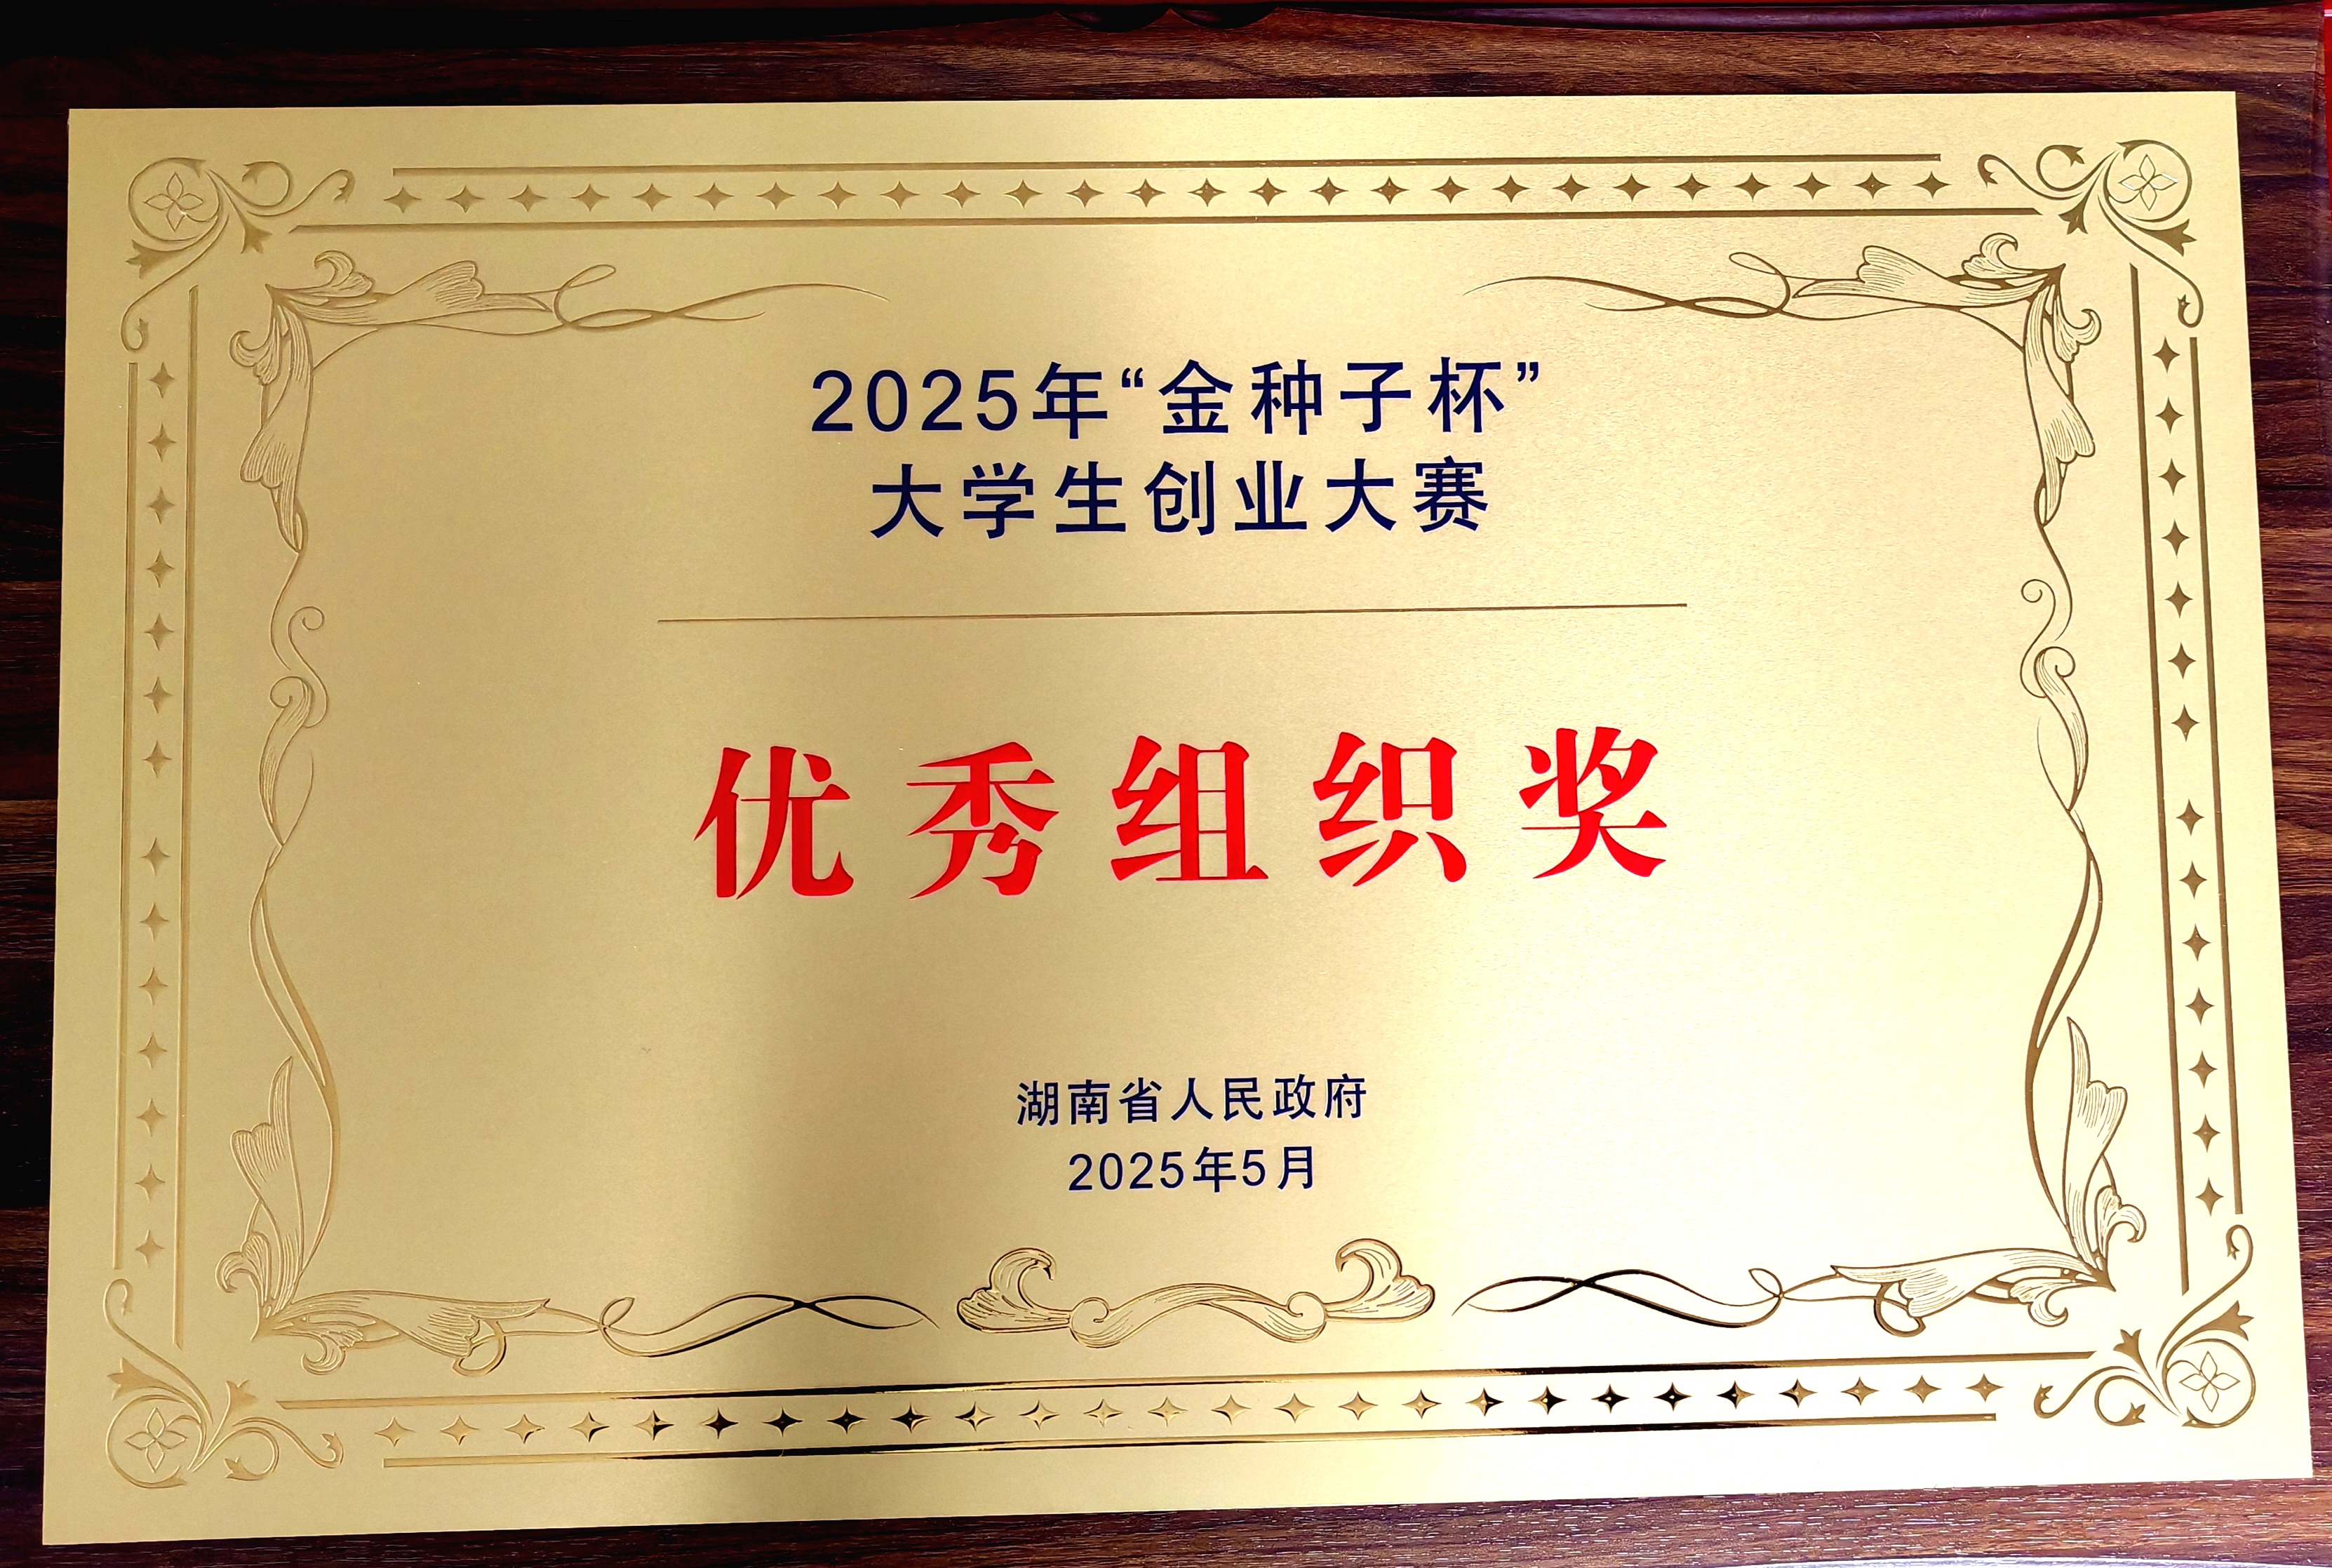 2025年“金种子杯”
大学生创业大赛
优秀组织奖
湖南省人民政府
2025年5月